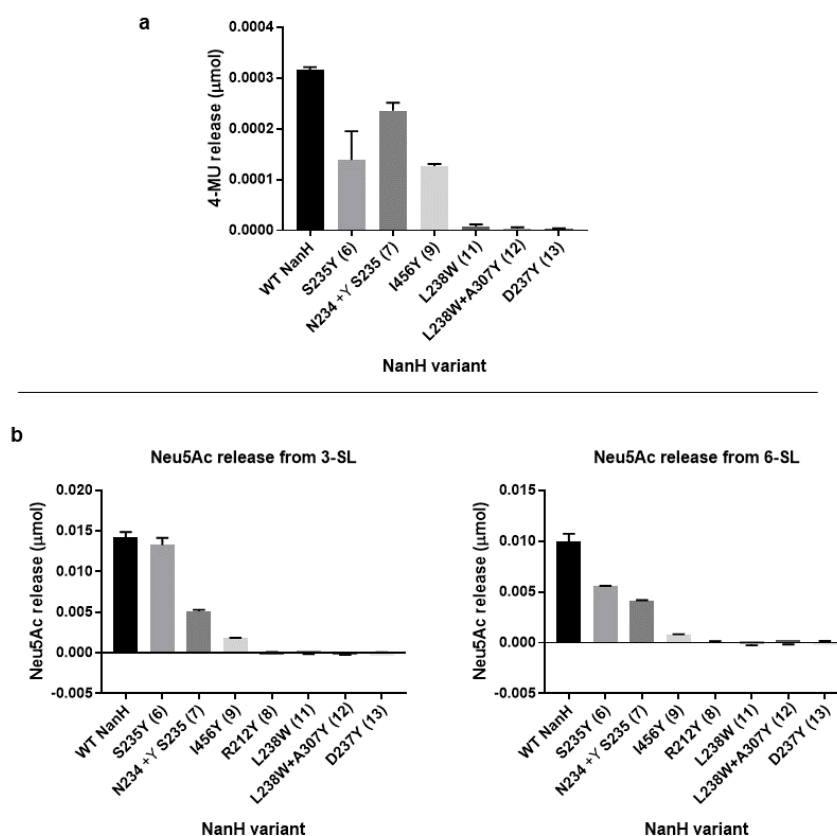 a
4-MU release (μmol)
0.0004
0.0003
0.0002
0.0001
0.0000
WT NanH
S235Y (6)
N234 +Y S235 (7)
I456Y (9)
L238W (11)
L238W+A307Y (12)
D237Y (13)
NanH variant
b
Neu5Ac release from 3-SL
Neu5Ac release (μmol)
0.020
0.015
0.010
0.005
0.000
-0.005
WT NanH
S235Y (6)
N234 +Y S235 (7)
I456Y (9)
R212Y (8)
L238W (11)
L238W+A307Y (12)
D237Y (13)
NanH variant
Neu5Ac release from 6-SL
Neu5Ac release (μmol)
0.015
0.010
0.005
0.000
-0.005
WT NanH
S235Y (6)
N234 +Y S235 (7)
I456Y (9)
R212Y (8)
L238W (11)
L238W+A307Y (12)
D237Y (13)
NanH variant